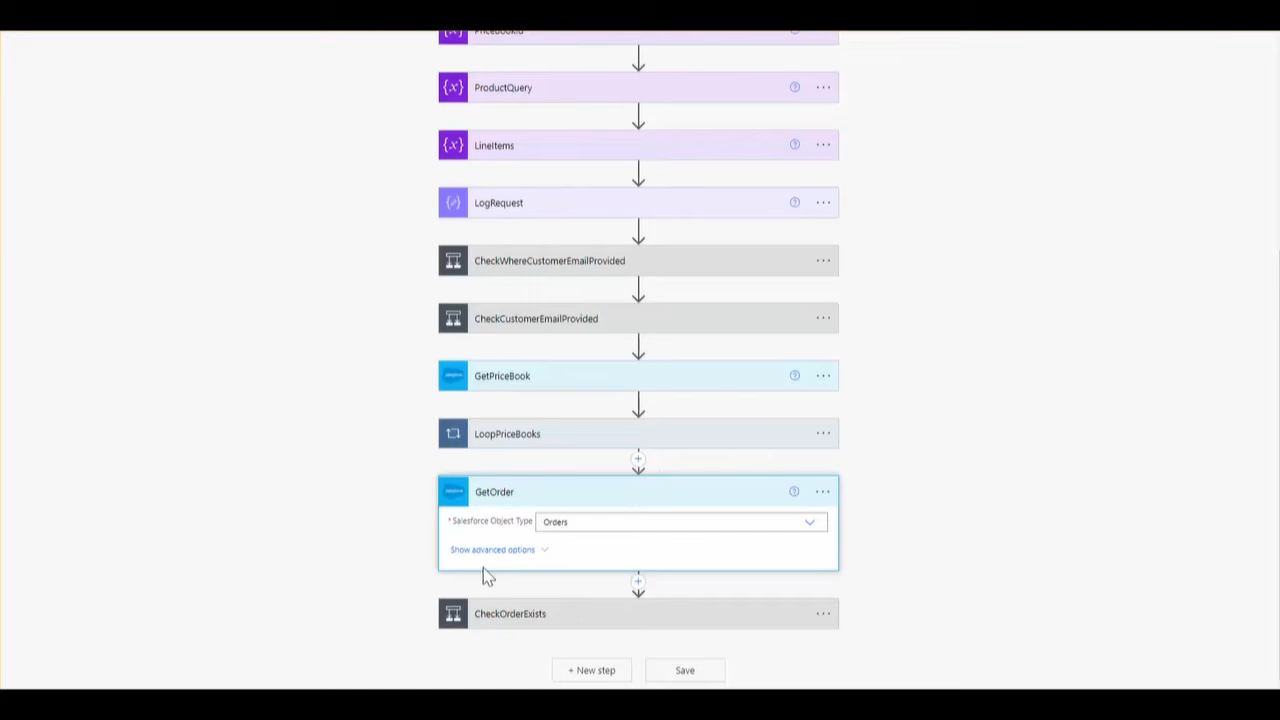 PriceBookId
ProductQuery
LineItems
LogRequest
CheckWhereCustomerEmailProvided
CheckCustomerEmailProvided
GetPriceBook
LoopPriceBooks
GetOrder
* Salesforce Object Type
Orders
Show advanced options
CheckOrderExists
+ New step
Save